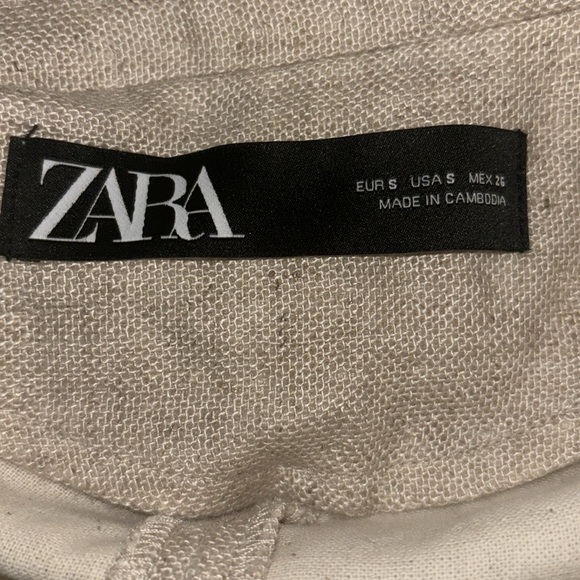 ZARA
EUR S USA S MEX 26
MADE IN CAMBODIA